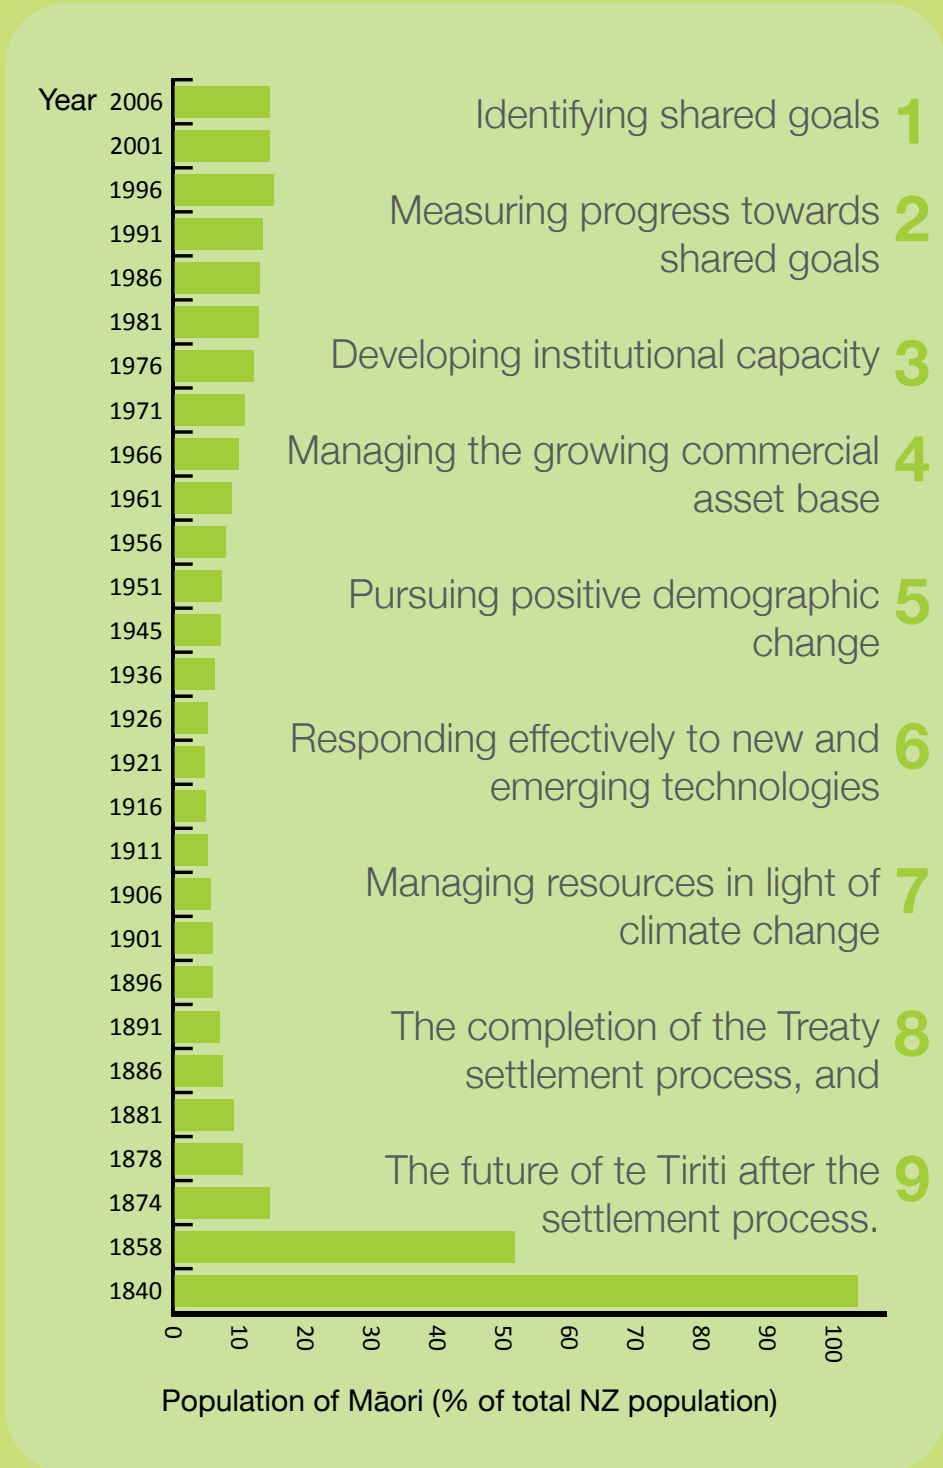 Year 2006
2001
1996
1991
1986
1981
1976
1971
1966
1961
1956
1951
1945
1936
1926
1921
1916
1911
1906
1901
1896
1891
1886
1881
1878
1874
1858
1840
0 10 20 30 40 50 60 70 80 90 100
Population of Māori (% of total NZ population)
Identifying shared goals 1
Measuring progress towards 2
shared goals
Developing institutional capacity 3
Managing the growing commercial 4
asset base
Pursuing positive demographic 5
change
Responding effectively to new and 6
emerging technologies
Managing resources in light of 7
climate change
The completion of the Treaty 8
settlement process, and
The future of te Tiriti after the 9
settlement process.